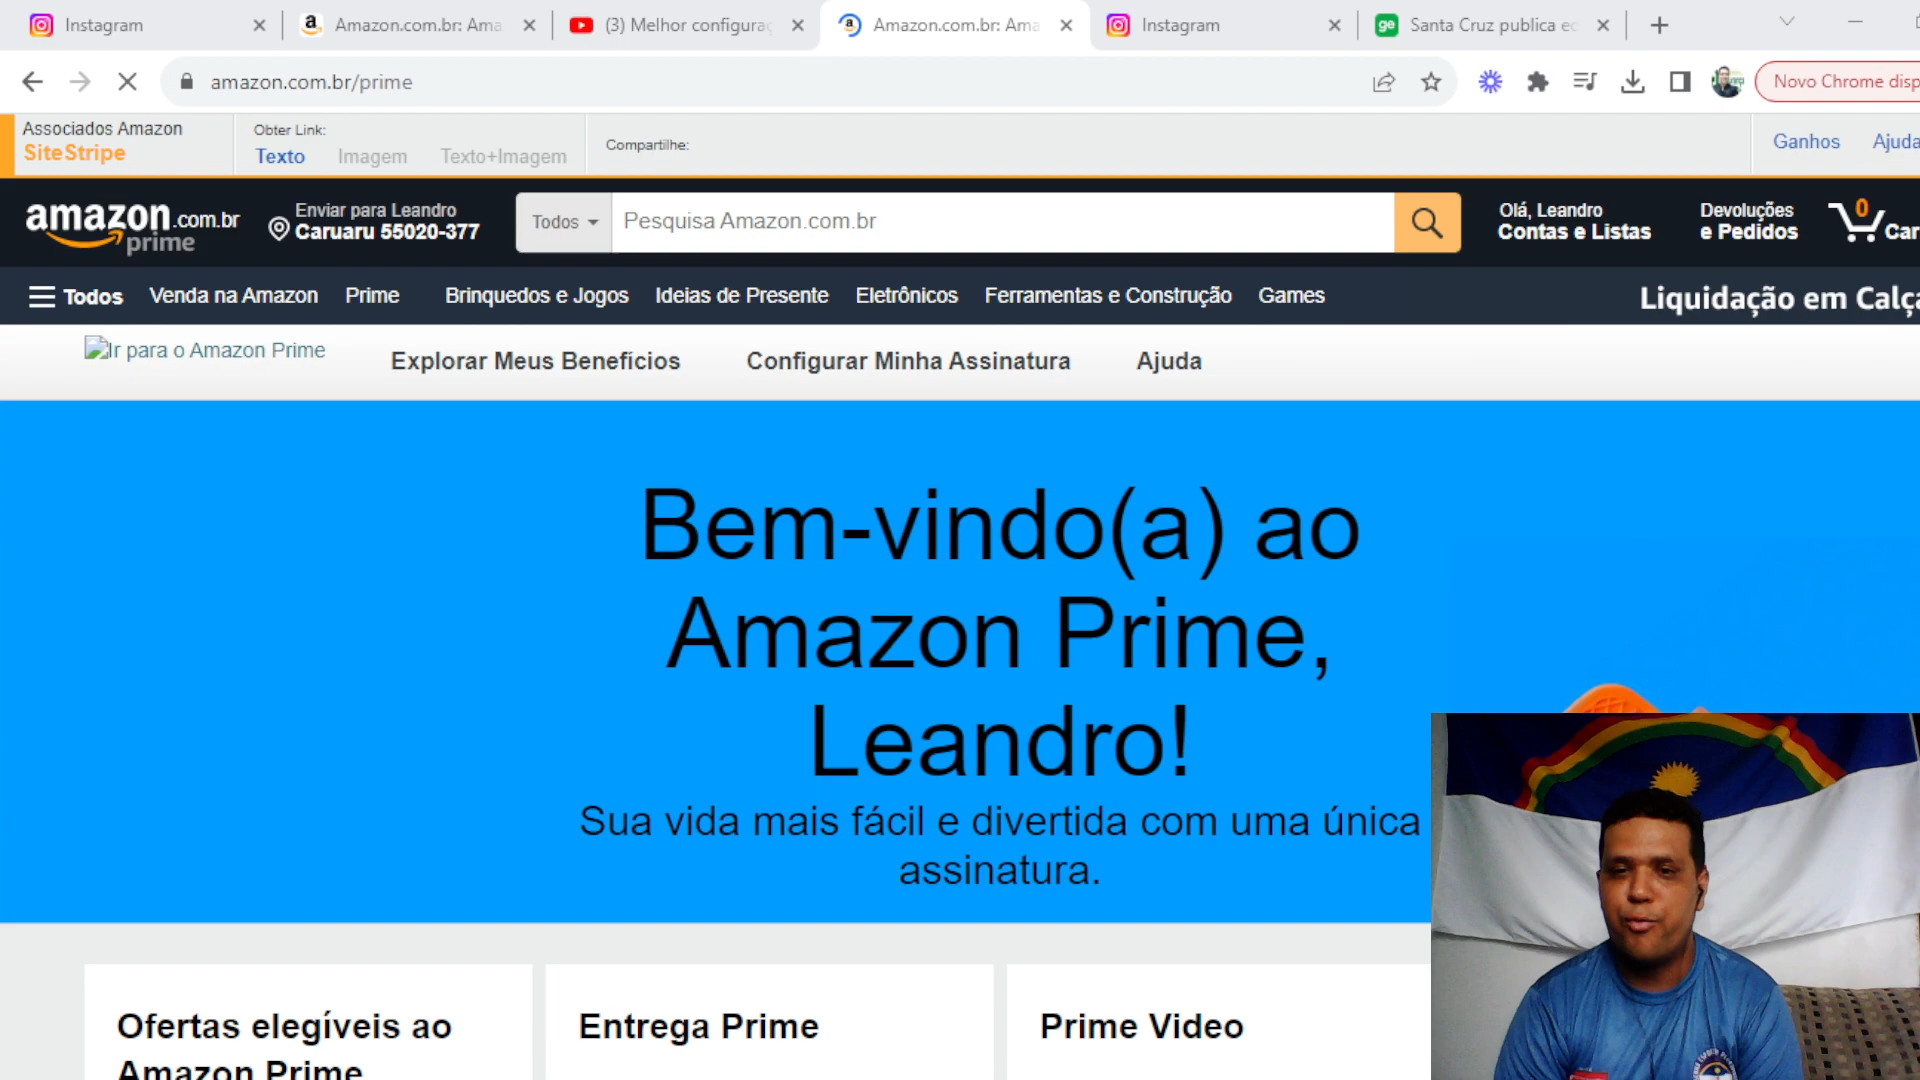 Instagram
Amazon.com.br: Ama
(3) Melhor configuraç
Amazon.com.br: Ama
Instagram
Santa Cruz publica ed
amazon.com.br/prime
Novo Chrome disp
Associados Amazon
SiteStripe
Obter Link:
Texto Imagem Texto+Imagem
Compartilhe:
Ganhos Ajuda
amazon.com.br
prime
Enviar para Leandro
Caruaru 55020-377
Todos
Pesquisa Amazon.com.br
Olá, Leandro
Contas e Listas
Devoluções
e Pedidos
0
Car
Todos Venda na Amazon Prime Brinquedos e Jogos Ideias de Presente Eletrônicos Ferramentas e Construção Games
Liquidação em Calça
Ir para o Amazon Prime
Explorar Meus Benefícios Configurar Minha Assinatura Ajuda
Bem-vindo(a) ao
Amazon Prime,
Leandro!
Sua vida mais fácil e divertida com uma única
assinatura.
Ofertas elegíveis ao
Amazon Prime
Entrega Prime
Prime Video